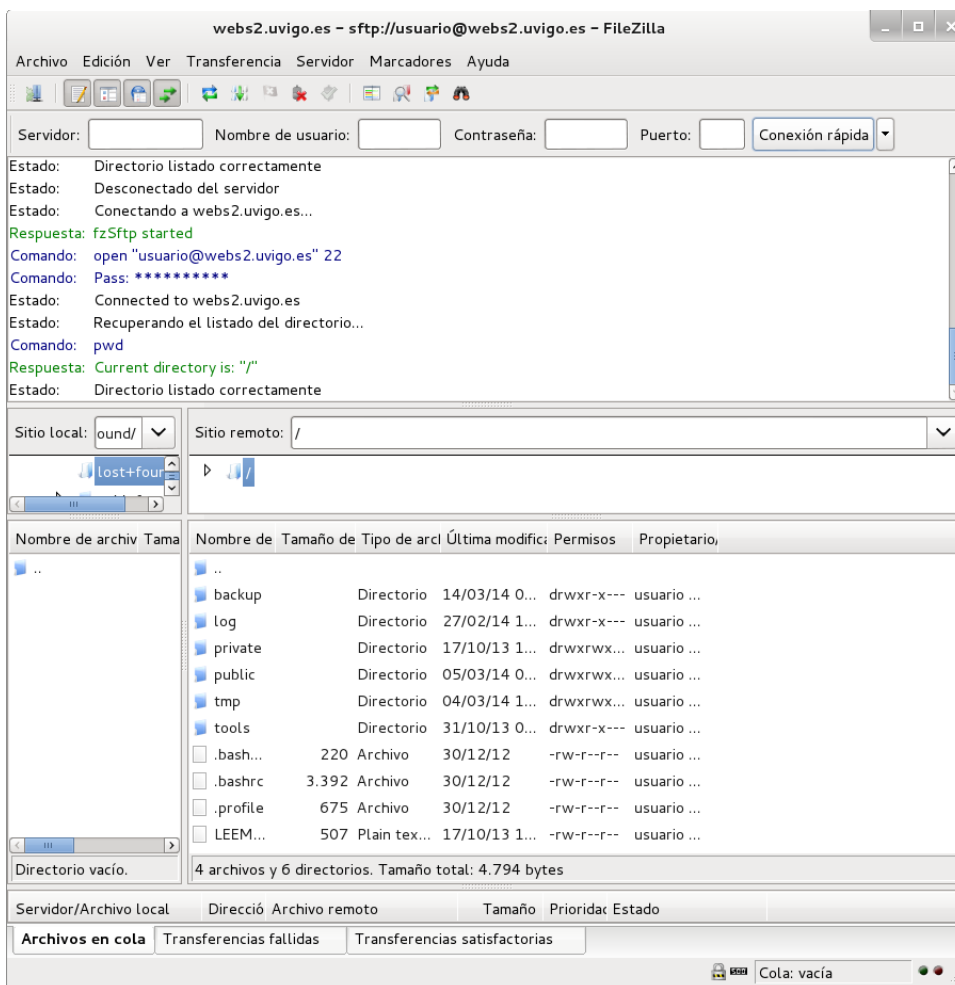 webs2.uvigo.es – sftp://usuario@webs2.uvigo.es – FileZilla
Archivo Edición Ver Transferencia Servidor Marcadores Ayuda
Servidor: Nombre de usuario: Contraseña: Puerto: Conexión rápida
Estado: Directorio listado correctamente
Estado: Desconectado del servidor
Estado: Conectando a webs2.uvigo.es...
Respuesta: fzSftp started
Comando: open "usuario@webs2.uvigo.es" 22
Comando: Pass: **********
Estado: Connected to webs2.uvigo.es
Estado: Recuperando el listado del directorio...
Comando: pwd
Respuesta: Current directory is: "/"
Estado: Directorio listado correctamente
Sitio local: ound/
Sitio remoto: /
lost+foun
/
Nombre de archiv Tama
..
Directorio vacío.
Nombre de Tamaño de Tipo de arcl Última modifica Permisos Propietario/
..
backup Directorio 14/03/14 0... drwxr-x--- usuario ...
log Directorio 27/02/14 1... drwxr-x--- usuario ...
private Directorio 17/10/13 1... drwxrwx... usuario ...
public Directorio 05/03/14 0... drwxrwx... usuario ...
tmp Directorio 04/03/14 1... drwxrwx... usuario ...
tools Directorio 31/10/13 0... drwxr-x--- usuario ...
.bash... 220 Archivo 30/12/12 -rw-r--r-- usuario ...
.bashrc 3.392 Archivo 30/12/12 -rw-r--r-- usuario ...
.profile 675 Archivo 30/12/12 -rw-r--r-- usuario ...
LEEM... 507 Plain tex... 17/10/13 1... -rw-r--r-- usuario ...
4 archivos y 6 directorios. Tamaño total: 4.794 bytes
Servidor/Archivo local Direcció Archivo remoto Tamaño Prioridad Estado
Archivos en cola Transferencias fallidas Transferencias satisfactorias
Cola: vacía